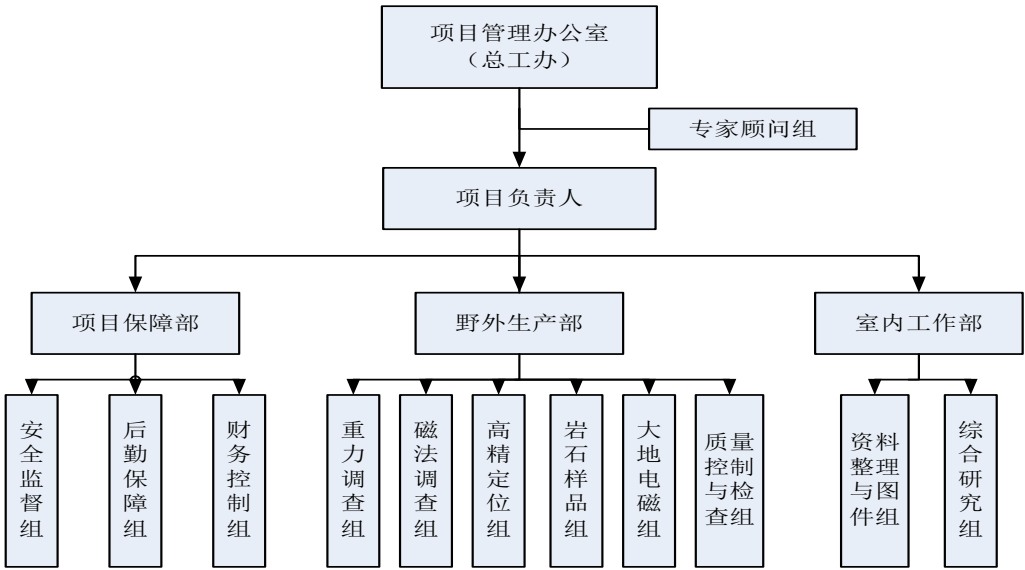 项目管理办公室
（总工办）
专家顾问组
项目负责人
项目保障部
野外生产部
室内工作部
安全监督组
后勤保障组
财务控制组
重力调查组
磁法调查组
高精定位组
岩石样品组
大地电磁组
质量
控制
与检
查组
资料
整理
与图
件组
综合研究组